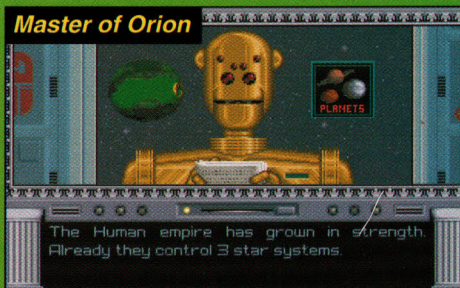 Master of Orion
PLANETS
The Human empire has grown in strength.
Already they control 3 star systems.